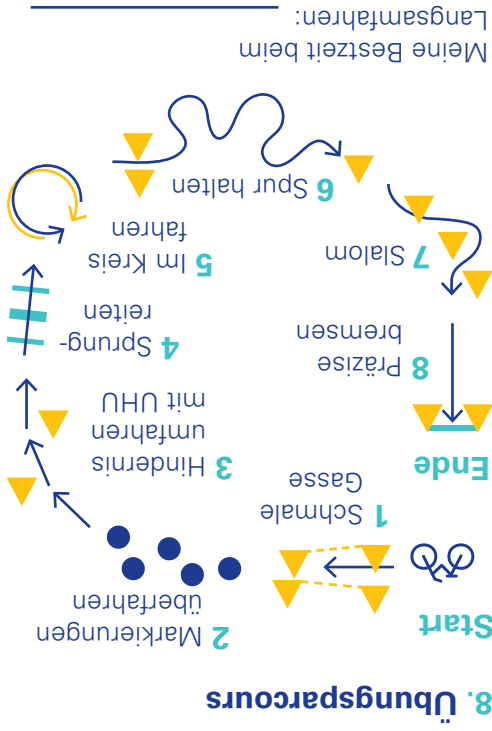 8. Übungsparcours
Start
1 Schmale
Gasse
2 Markierungen
überfahren
3 Hindernis
umfahren
mit UHU
4 Sprung-
reiten
5 Im Kreis
fahren
6 Spur halten
7 Slalom
8 Präzise
bremsen
Ende
Meine Bestzeit beim
Langsamfahren: